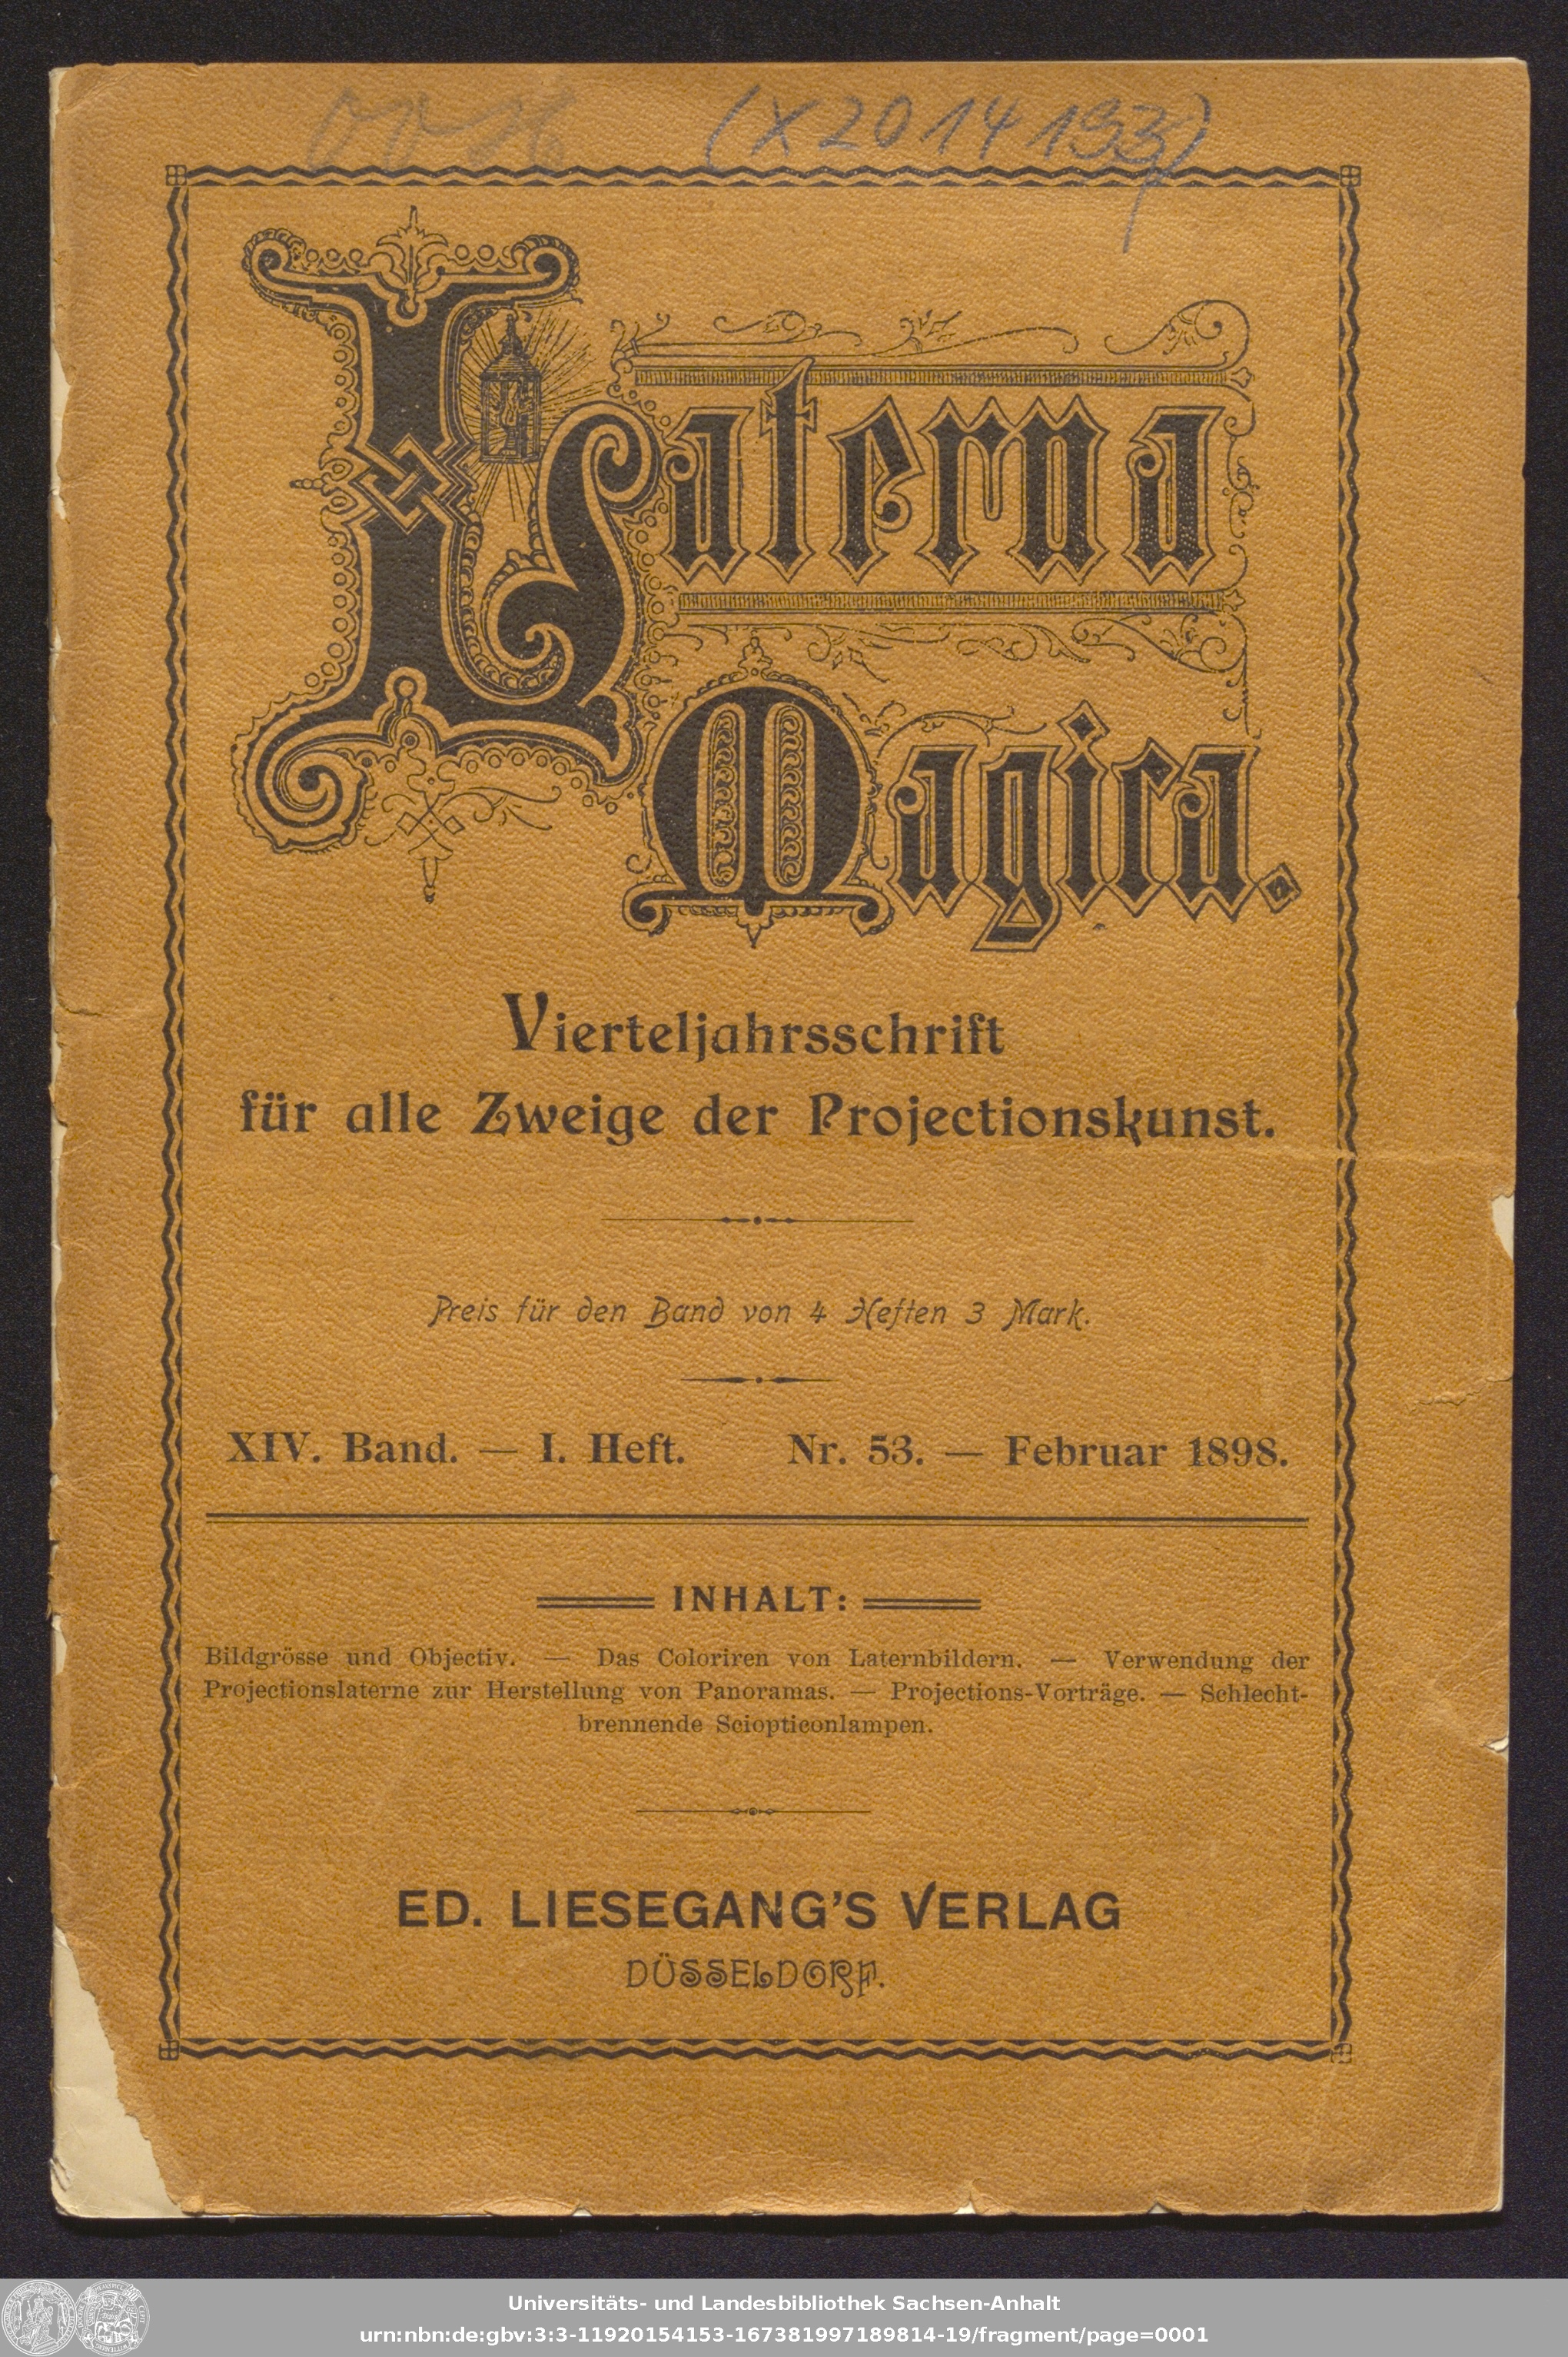 (X2014193)
Laterna
Magica.
Vierteljahrsschrift
für alle Zweige der Projectionskunst.
Preis für den Band von 4 Heften 3 Mark.
XIV. Band. — I. Heft. Nr. 53. — Februar 1898.
INHALT:
Bildgrösse und Objectiv. — Das Coloriren von Laternbildern. — Verwendung der
Projectionslaterne zur Herstellung von Panoramas. — Projections-Vorträge. — Schlecht-
brennende Sciopticonlampen.
ED. LIESEGANG'S VERLAG
DÜSSELDORF.
Universitäts- und Landesbibliothek Sachsen-Anhalt
urn:nbn:de:gbv:3:3-11920154153-167381997189814-19/fragment/page=0001